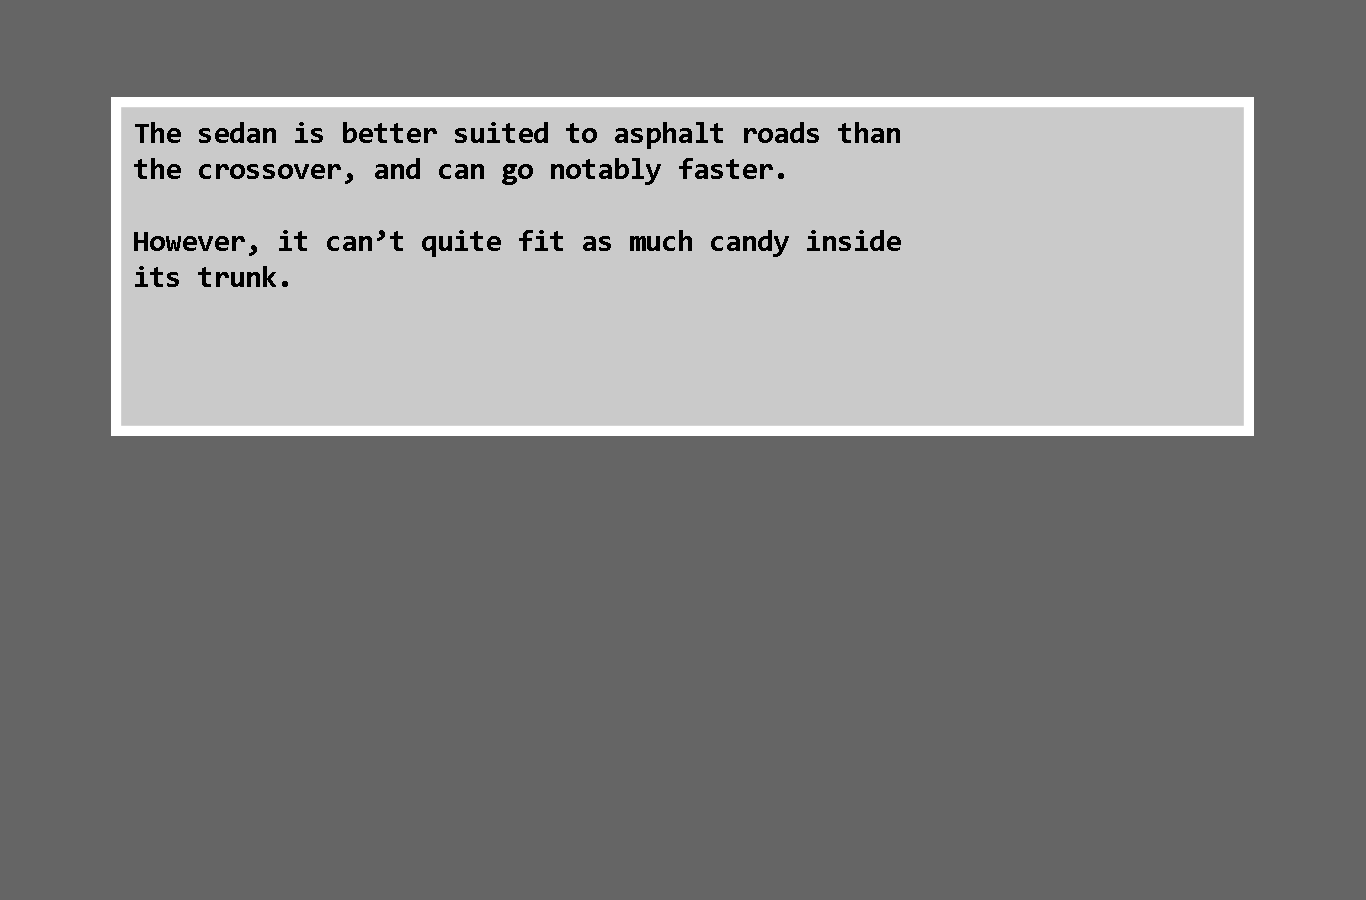 The sedan is better suited to asphalt roads than
the crossover, and can go notably faster.

However, it can’t quite fit as much candy inside
its trunk.